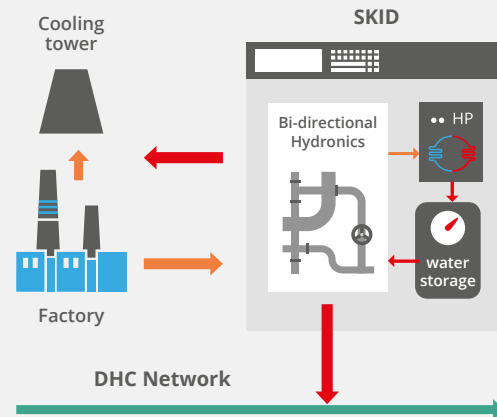 SKID
Cooling
tower
Bi-directional
Hydronics
HP
water
storage
Factory
DHC Network